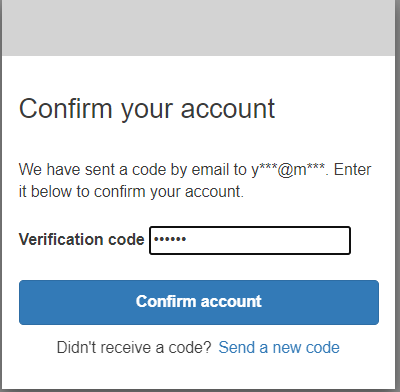 Confirm your account
We have sent a code by email to y***@m***. Enter
it below to confirm your account.
Verification code ••••••
Confirm account
Didn't receive a code? Send a new code